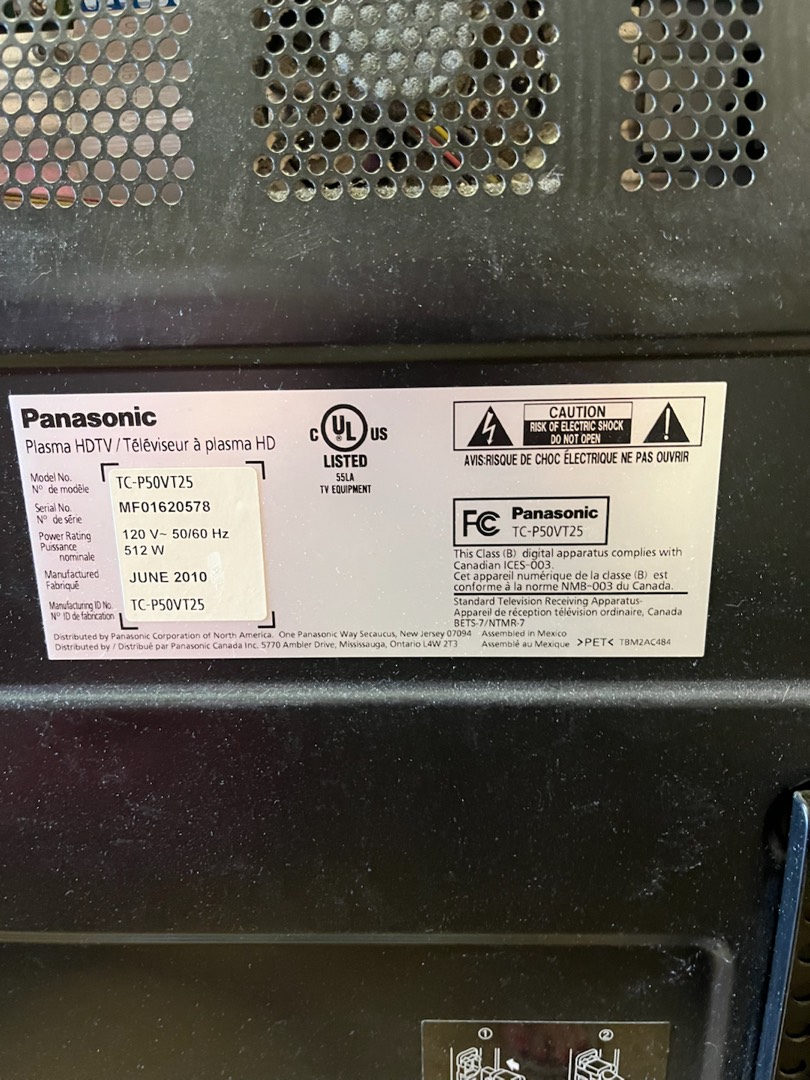 Panasonic
Plasma HDTV / Téléviseur à plasma HD
Model No.
N° de modèle
TC-P50VT25
Serial No.
N° de série
MF01620578
Power Rating
Puissance
nominale
120 V~ 50/60 Hz
512 W
Manufactured
Fabriqué
JUNE 2010
Manufacturing ID No.
N° ID de fabrication
TC-P50VT25
C UL US
LISTED
55LA
TV EQUIPMENT
CAUTION
RISK OF ELECTRIC SHOCK
DO NOT OPEN
AVIS:RISQUE DE CHOC ÉLECTRIQUE NE PAS OUVRIR
FC Panasonic
TC-P50VT25
This Class (B) digital apparatus complies with
Canadian ICES-003.
Cet appareil numérique de la classe (B) est
conforme à la norme NMB-003 du Canada.
Standard Television Receiving Apparatus-
Appareil de réception télévision ordinaire, Canada
BETS-7/NTMR-7
Distributed by Panasonic Corporation of North America. One Panasonic Way Secaucus, New Jersey 07094
Distributed by / Distribué par Panasonic Canada Inc. 5770 Ambler Drive, Mississauga, Ontario L4W 2T3
Assembled in Mexico
Assemblé au Mexique
>PET< TBM2AC484
① ②